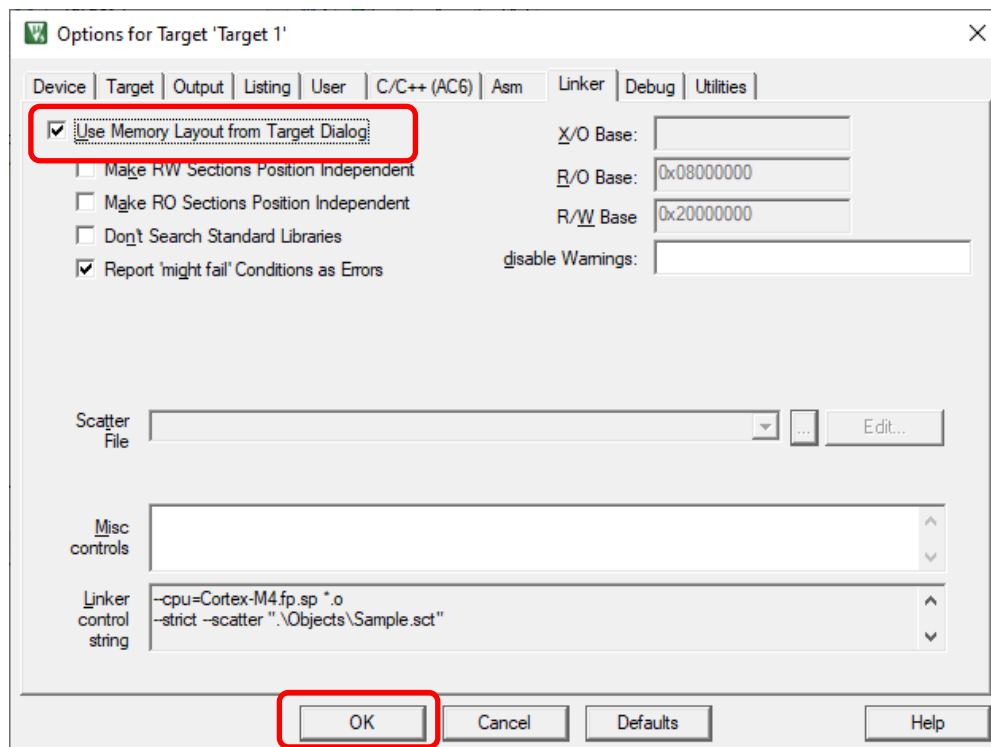 Options for Target 'Target 1'
Device Target Output Listing User C/C++ (AC6) Asm Linker Debug Utilities
Use Memory Layout from Target Dialog
Make RW Sections Position Independent
Make RO Sections Position Independent
Don't Search Standard Libraries
Report 'might fail' Conditions as Errors
X/O Base:
R/O Base: 0x08000000
R/W Base 0x20000000
disable Warnings:
Scatter
File
...
Edit...
Misc
controls
Linker
control
string
--cpu=Cortex-M4.fp.sp *.o
--strict --scatter ".\Objects\Sample.sct"
OK Cancel Defaults Help